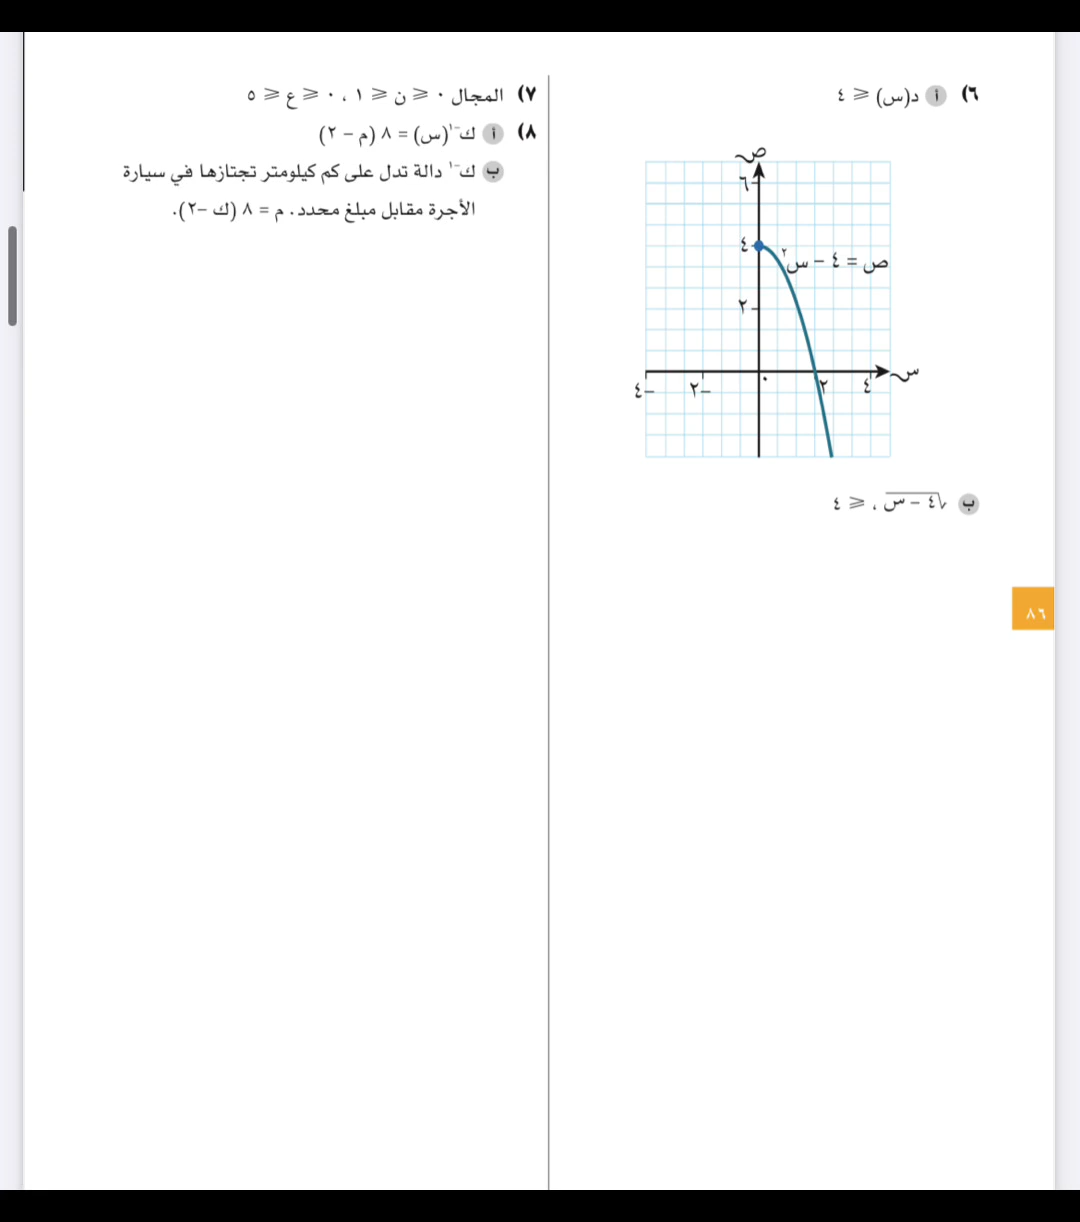 ٦) أ د(س) ⩽ ٤
ص
٦
٤
ص = ٤ – س٢
٢
س
–٤ –٢ ٠ ٢ ٤
ب √٤ – س ، ⩽ ٤
٨٦
٧) المجال ٠ ⩽ ن ⩽ ١ ، ٠ ⩽ ع ⩽ ٥
٨) أ ك–١(س) = ٨ (م – ٢)
ب ك–١ دالة تدل على كم كيلومتر تجتازها في سيارة
الأجرة مقابل مبلغ محدد. م = ٨ (ك –٢).